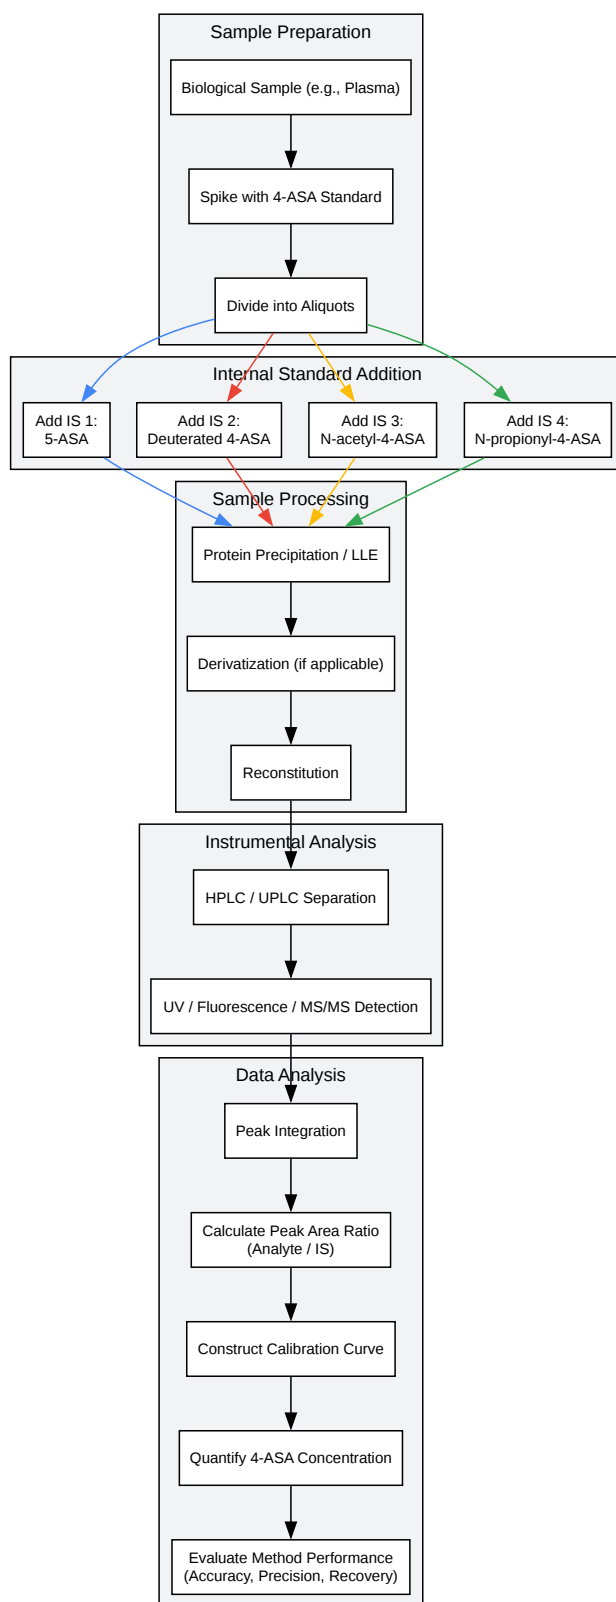 Sample Preparation
Biological Sample (e.g., Plasma)
Spike with 4-ASA Standard
Divide into Aliquots
Internal Standard Addition
Add IS 1:
5-ASA
Add IS 2:
Deuterated 4-ASA
Add IS 3:
N-acetyl-4-ASA
Add IS 4:
N-propionyl-4-ASA
Sample Processing
Protein Precipitation / LLE
Derivatization (if applicable)
Reconstitution
Instrumental Analysis
HPLC / UPLC Separation
UV / Fluorescence / MS/MS Detection
Data Analysis
Peak Integration
Calculate Peak Area Ratio
(Analyte / IS)
Construct Calibration Curve
Quantify 4-ASA Concentration
Evaluate Method Performance
(Accuracy, Precision, Recovery)